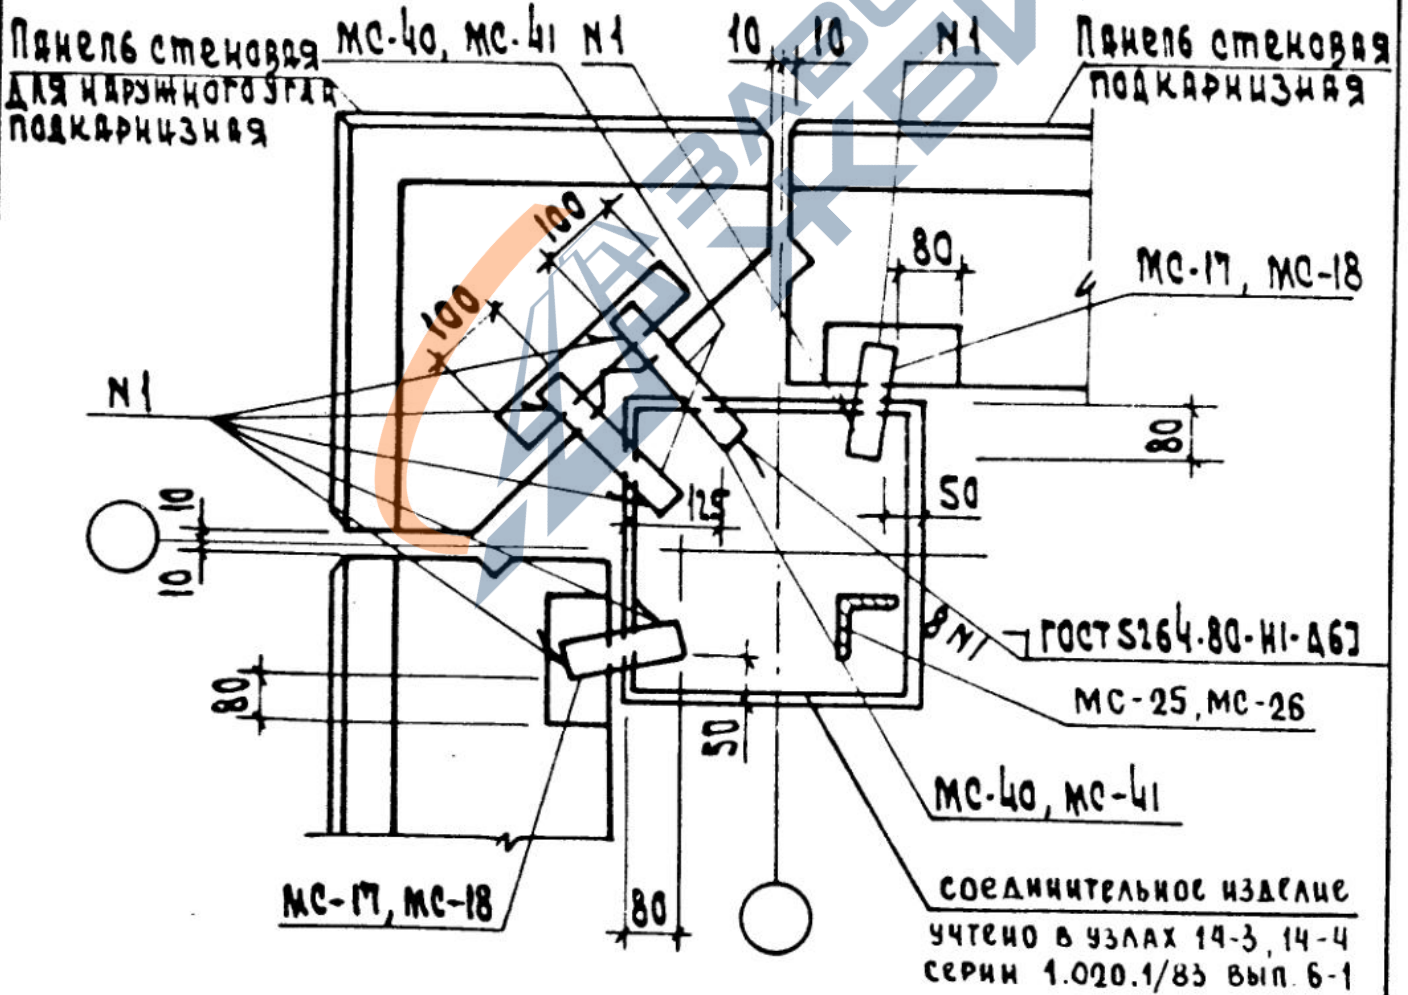 Панель стеновая
для наружного угла
подкарнизная
МС-40, МС-41
N1
10
10
N1
Панель стеновая
подкарнизная
ЗАВОД
ЖБИ
100
100
80
МС-17, МС-18
N1
80
10
10
125
50
8 N1
ГОСТ 5264-80-Н1-Δ6
МС-25, МС-26
80
50
МС-40, МС-41
МС-17, МС-18
80
соединительное изделие
учтено в узлах 14-3, 14-4
серии 1.020.1/83 вып. 6-1